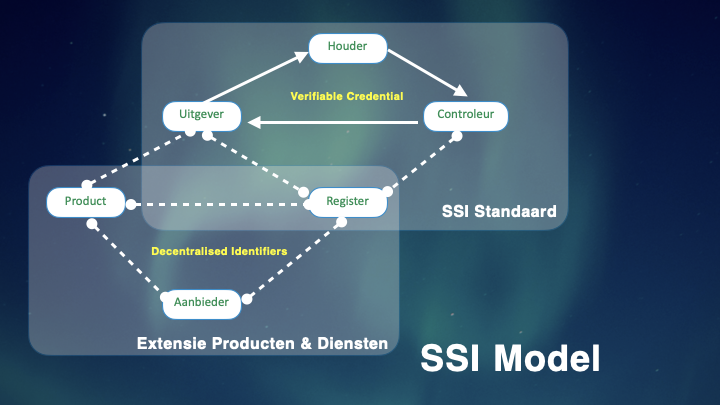 Houder
Verifiable Credential
Uitgever
Controleur
Product
Register
SSI Standaard
Decentralised Identifiers
Aanbieder
Extensie Producten & Diensten
SSI Model